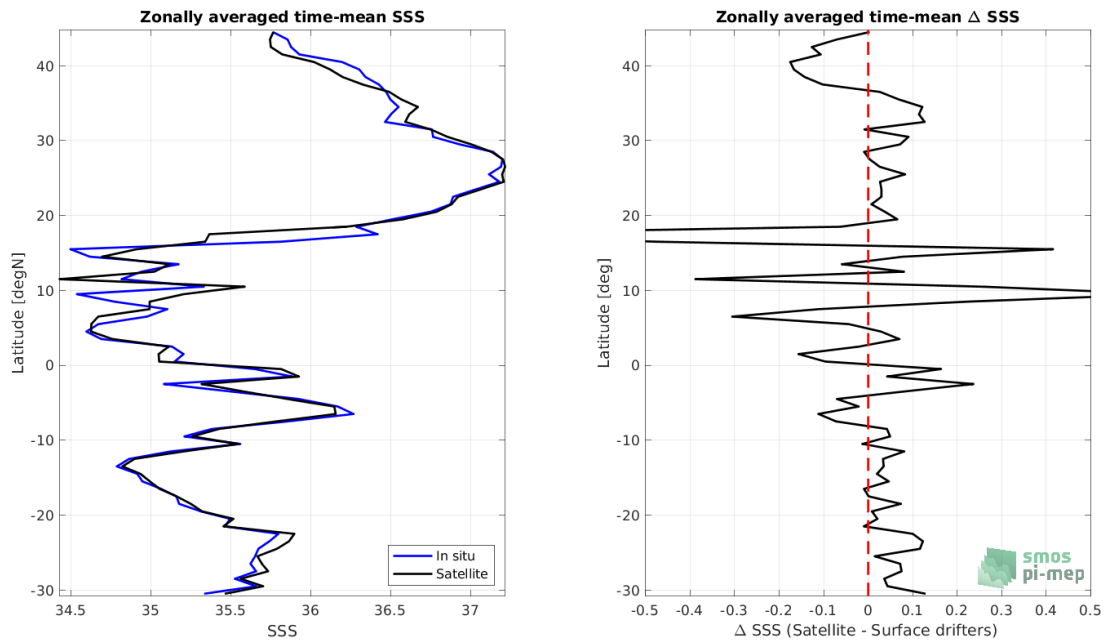 Zonally averaged time-mean SSS
40
30
20
10
0
-10
-20
-30
Latitude [degN]
34.5 35 35.5 36 36.5 37
SSS
In situ
Satellite
Zonally averaged time-mean Δ SSS
40
30
20
10
0
-10
-20
-30
Latitude [deg]
-0.5 -0.4 -0.3 -0.2 -0.1 0 0.1 0.2 0.3 0.4 0.5
Δ SSS (Satellite - Surface drifters)
smos
pi-mep